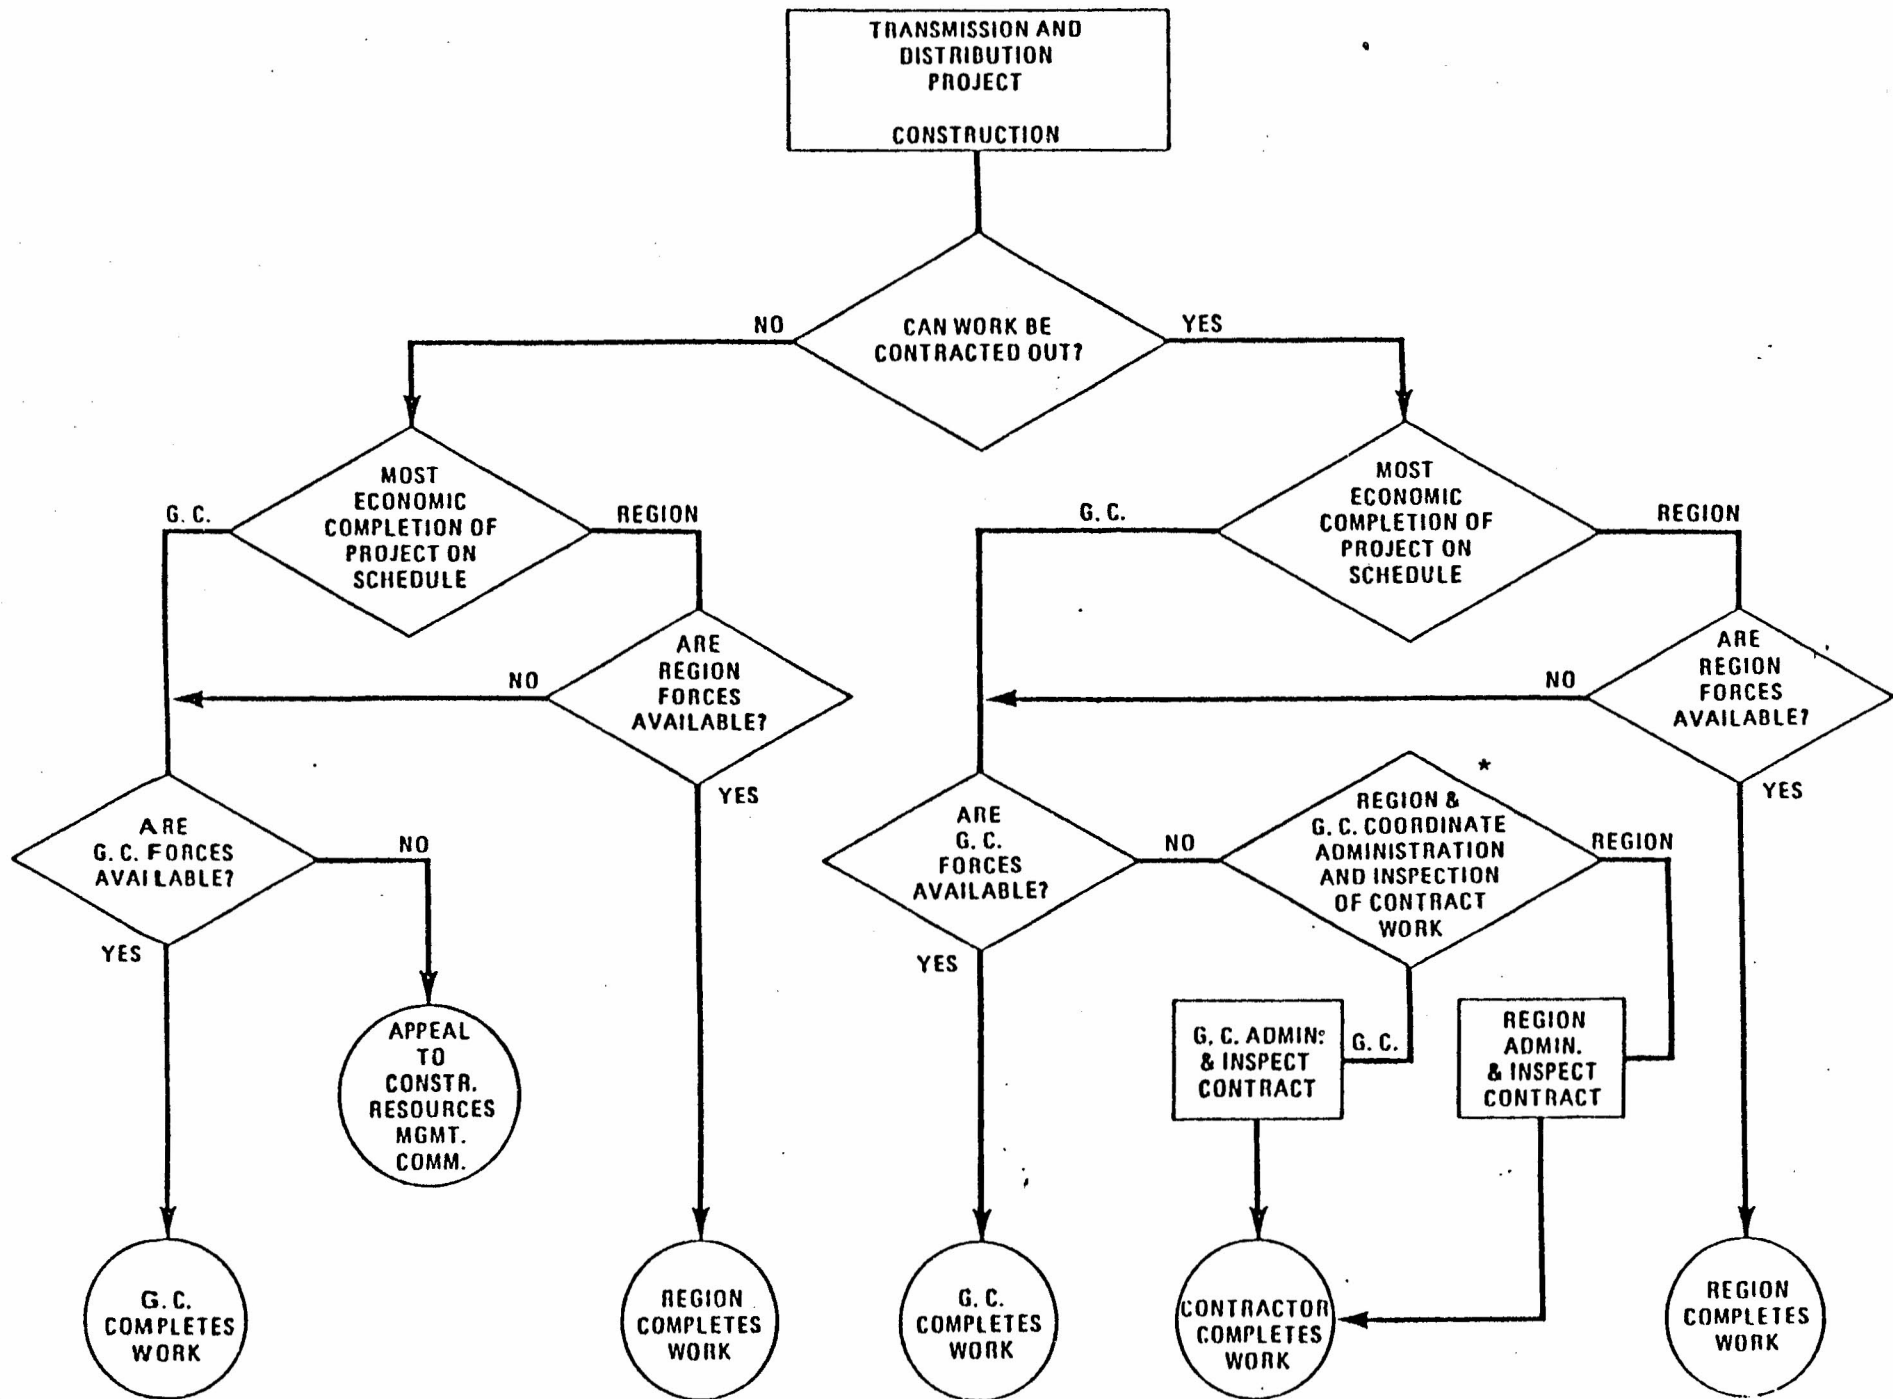 TRANSMISSION AND
DISTRIBUTION
PROJECT
CONSTRUCTION
CAN WORK BE
CONTRACTED OUT?
NO
YES
MOST
ECONOMIC
COMPLETION OF
PROJECT ON
SCHEDULE
G. C.
REGION
MOST
ECONOMIC
COMPLETION OF
PROJECT ON
SCHEDULE
G. C.
REGION
ARE
REGION
FORCES
AVAILABLE?
NO
YES
ARE
REGION
FORCES
AVAILABLE?
NO
YES
ARE
G. C. FORCES
AVAILABLE?
NO
YES
ARE
G. C.
FORCES
AVAILABLE?
NO
YES
*
REGION &
G. C. COORDINATE
ADMINISTRATION
AND INSPECTION
OF CONTRACT
WORK
REGION
G. C.
APPEAL
TO
CONSTR.
RESOURCES
MGMT.
COMM.
G. C. ADMIN.
& INSPECT
CONTRACT
REGION
ADMIN.
& INSPECT
CONTRACT
G. C.
COMPLETES
WORK
REGION
COMPLETES
WORK
G. C.
COMPLETES
WORK
CONTRACTOR
COMPLETES
WORK
REGION
COMPLETES
WORK